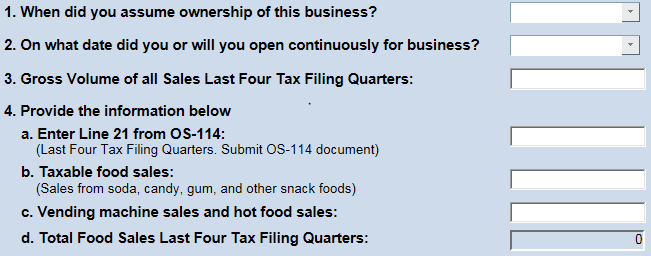 1. When did you assume ownership of this business?
2. On what date did you or will you open continuously for business?
3. Gross Volume of all Sales Last Four Tax Filing Quarters:
4. Provide the information below
a. Enter Line 21 from OS-114:
(Last Four Tax Filing Quarters. Submit OS-114 document)
b. Taxable food sales:
(Sales from soda, candy, gum, and other snack foods)
c. Vending machine sales and hot food sales:
d. Total Food Sales Last Four Tax Filing Quarters: 0